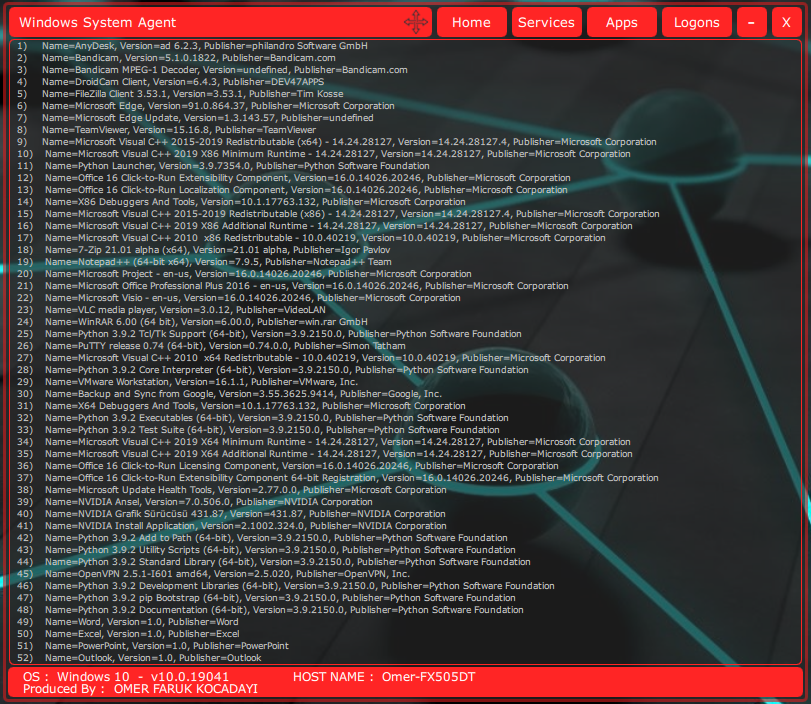 Windows System Agent
Home
Services
Apps
Logons
–
X
1) Name=AnyDesk, Version=ad 6.2.3, Publisher=philandro Software GmbH
2) Name=Bandicam, Version=5.1.0.1822, Publisher=Bandicam.com
3) Name=Bandicam MPEG-1 Decoder, Version=undefined, Publisher=Bandicam.com
4) Name=DroidCam Client, Version=6.4.3, Publisher=DEV47APPS
5) Name=FileZilla Client 3.53.1, Version=3.53.1, Publisher=Tim Kosse
6) Name=Microsoft Edge, Version=91.0.864.37, Publisher=Microsoft Corporation
7) Name=Microsoft Edge Update, Version=1.3.143.57, Publisher=undefined
8) Name=TeamViewer, Version=15.16.8, Publisher=TeamViewer
9) Name=Microsoft Visual C++ 2015-2019 Redistributable (x64) - 14.24.28127, Version=14.24.28127.4, Publisher=Microsoft Corporation
10) Name=Microsoft Visual C++ 2019 X86 Minimum Runtime - 14.24.28127, Version=14.24.28127, Publisher=Microsoft Corporation
11) Name=Python Launcher, Version=3.9.7354.0, Publisher=Python Software Foundation
12) Name=Office 16 Click-to-Run Extensibility Component, Version=16.0.14026.20246, Publisher=Microsoft Corporation
13) Name=Office 16 Click-to-Run Localization Component, Version=16.0.14026.20246, Publisher=Microsoft Corporation
14) Name=X86 Debuggers And Tools, Version=10.1.17763.132, Publisher=Microsoft Corporation
15) Name=Microsoft Visual C++ 2015-2019 Redistributable (x86) - 14.24.28127, Version=14.24.28127.4, Publisher=Microsoft Corporation
16) Name=Microsoft Visual C++ 2019 X86 Additional Runtime - 14.24.28127, Version=14.24.28127, Publisher=Microsoft Corporation
17) Name=Microsoft Visual C++ 2010  x86 Redistributable - 10.0.40219, Version=10.0.40219, Publisher=Microsoft Corporation
18) Name=7-Zip 21.01 alpha (x64), Version=21.01 alpha, Publisher=Igor Pavlov
19) Name=Notepad++ (64-bit x64), Version=7.9.5, Publisher=Notepad++ Team
20) Name=Microsoft Project - en-us, Version=16.0.14026.20246, Publisher=Microsoft Corporation
21) Name=Microsoft Office Professional Plus 2016 - en-us, Version=16.0.14026.20246, Publisher=Microsoft Corporation
22) Name=Microsoft Visio - en-us, Version=16.0.14026.20246, Publisher=Microsoft Corporation
23) Name=VLC media player, Version=3.0.12, Publisher=VideoLAN
24) Name=WinRAR 6.00 (64 bit), Version=6.00.0, Publisher=win.rar GmbH
25) Name=Python 3.9.2 Tcl/Tk Support (64-bit), Version=3.9.2150.0, Publisher=Python Software Foundation
26) Name=PuTTY release 0.74 (64-bit), Version=0.74.0.0, Publisher=Simon Tatham
27) Name=Microsoft Visual C++ 2010  x64 Redistributable - 10.0.40219, Version=10.0.40219, Publisher=Microsoft Corporation
28) Name=Python 3.9.2 Core Interpreter (64-bit), Version=3.9.2150.0, Publisher=Python Software Foundation
29) Name=VMware Workstation, Version=16.1.1, Publisher=VMware, Inc.
30) Name=Backup and Sync from Google, Version=3.55.3625.9414, Publisher=Google, Inc.
31) Name=X64 Debuggers And Tools, Version=10.1.17763.132, Publisher=Microsoft Corporation
32) Name=Python 3.9.2 Executables (64-bit), Version=3.9.2150.0, Publisher=Python Software Foundation
33) Name=Python 3.9.2 Test Suite (64-bit), Version=3.9.2150.0, Publisher=Python Software Foundation
34) Name=Microsoft Visual C++ 2019 X64 Minimum Runtime - 14.24.28127, Version=14.24.28127, Publisher=Microsoft Corporation
35) Name=Microsoft Visual C++ 2019 X64 Additional Runtime - 14.24.28127, Version=14.24.28127, Publisher=Microsoft Corporation
36) Name=Office 16 Click-to-Run Licensing Component, Version=16.0.14026.20246, Publisher=Microsoft Corporation
37) Name=Office 16 Click-to-Run Extensibility Component 64-bit Registration, Version=16.0.14026.20246, Publisher=Microsoft Corporation
38) Name=Microsoft Update Health Tools, Version=2.77.0.0, Publisher=Microsoft Corporation
39) Name=NVIDIA Ansel, Version=7.0.506.0, Publisher=NVIDIA Corporation
40) Name=NVIDIA Grafik Sürücüsü 431.87, Version=431.87, Publisher=NVIDIA Corporation
41) Name=NVIDIA Install Application, Version=2.1002.324.0, Publisher=NVIDIA Corporation
42) Name=Python 3.9.2 Add to Path (64-bit), Version=3.9.2150.0, Publisher=Python Software Foundation
43) Name=Python 3.9.2 Utility Scripts (64-bit), Version=3.9.2150.0, Publisher=Python Software Foundation
44) Name=Python 3.9.2 Standard Library (64-bit), Version=3.9.2150.0, Publisher=Python Software Foundation
45) Name=OpenVPN 2.5.1-I601 amd64, Version=2.5.020, Publisher=OpenVPN, Inc.
46) Name=Python 3.9.2 Development Libraries (64-bit), Version=3.9.2150.0, Publisher=Python Software Foundation
47) Name=Python 3.9.2 pip Bootstrap (64-bit), Version=3.9.2150.0, Publisher=Python Software Foundation
48) Name=Python 3.9.2 Documentation (64-bit), Version=3.9.2150.0, Publisher=Python Software Foundation
49) Name=Word, Version=1.0, Publisher=Word
50) Name=Excel, Version=1.0, Publisher=Excel
51) Name=PowerPoint, Version=1.0, Publisher=PowerPoint
52) Name=Outlook, Version=1.0, Publisher=Outlook
OS : Windows 10 - v10.0.19041 HOST NAME : Omer-FX505DT
Produced By : OMER FARUK KOCADAYI